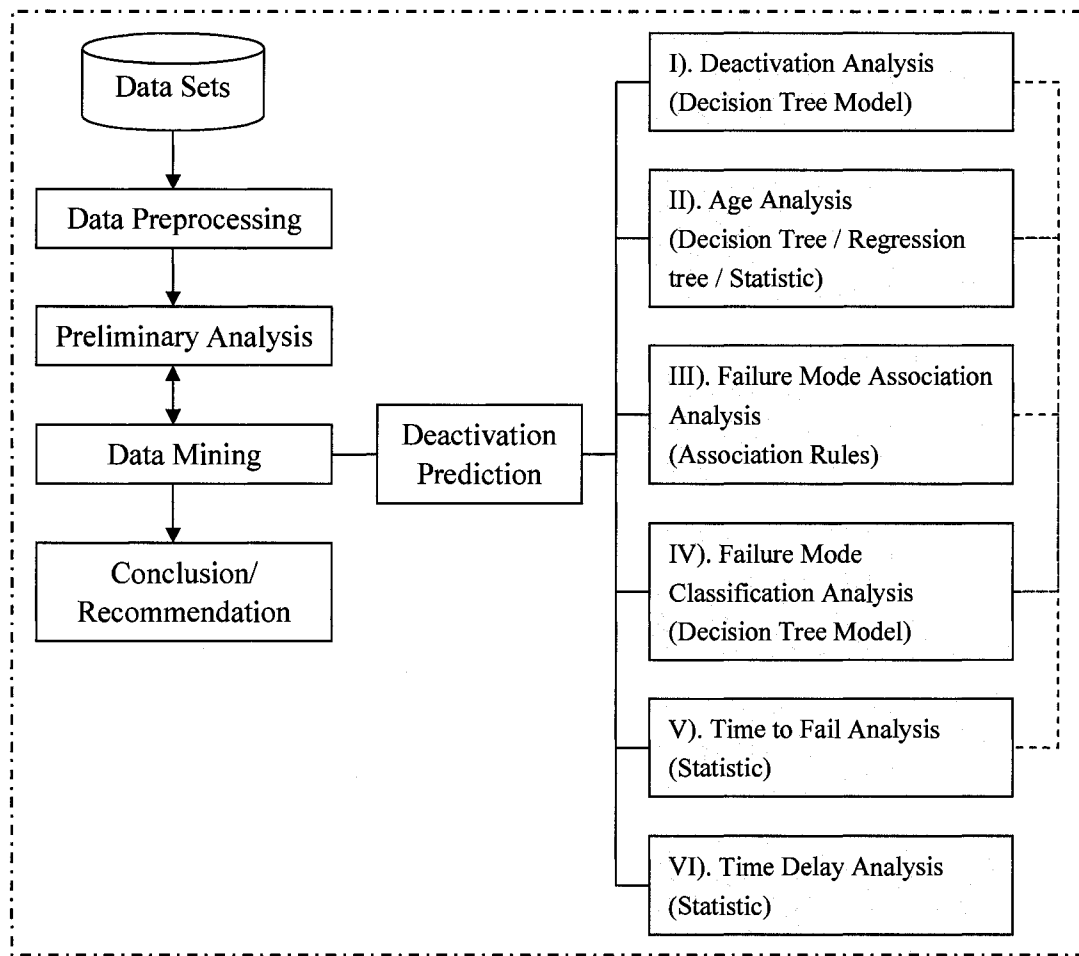 Data Sets
Data Preprocessing
Preliminary Analysis
Data Mining
Conclusion/
Recommendation
Deactivation
Prediction
I). Deactivation Analysis
(Decision Tree Model)
II). Age Analysis
(Decision Tree / Regression
tree / Statistic)
III). Failure Mode Association
Analysis
(Association Rules)
IV). Failure Mode
Classification Analysis
(Decision Tree Model)
V). Time to Fail Analysis
(Statistic)
VI). Time Delay Analysis
(Statistic)